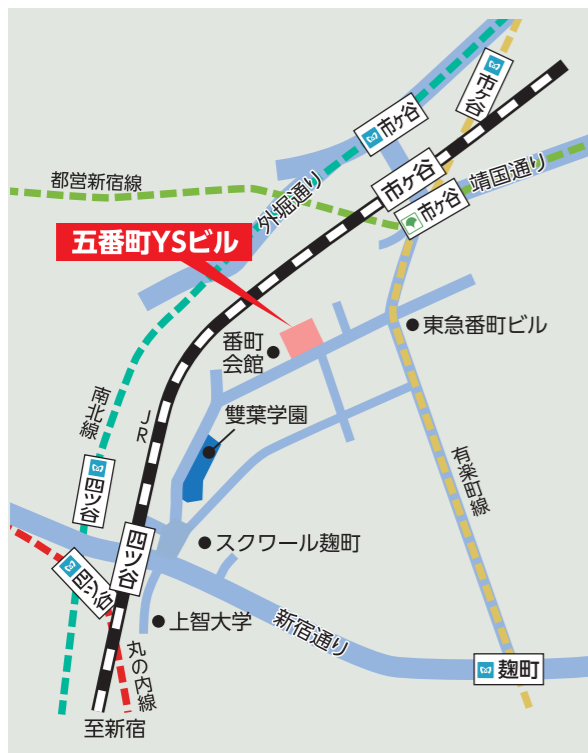 市ヶ谷
市ヶ谷
市ヶ谷
都営新宿線
外堀通り
靖国通り
市ヶ谷
五番町YSビル
東急番町ビル
番町
会館
南北線
JR
雙葉学園
有楽町線
四ツ谷
四ツ谷
スクワール麹町
四ツ谷
上智大学
新宿通り
麹町
丸の内線
至新宿